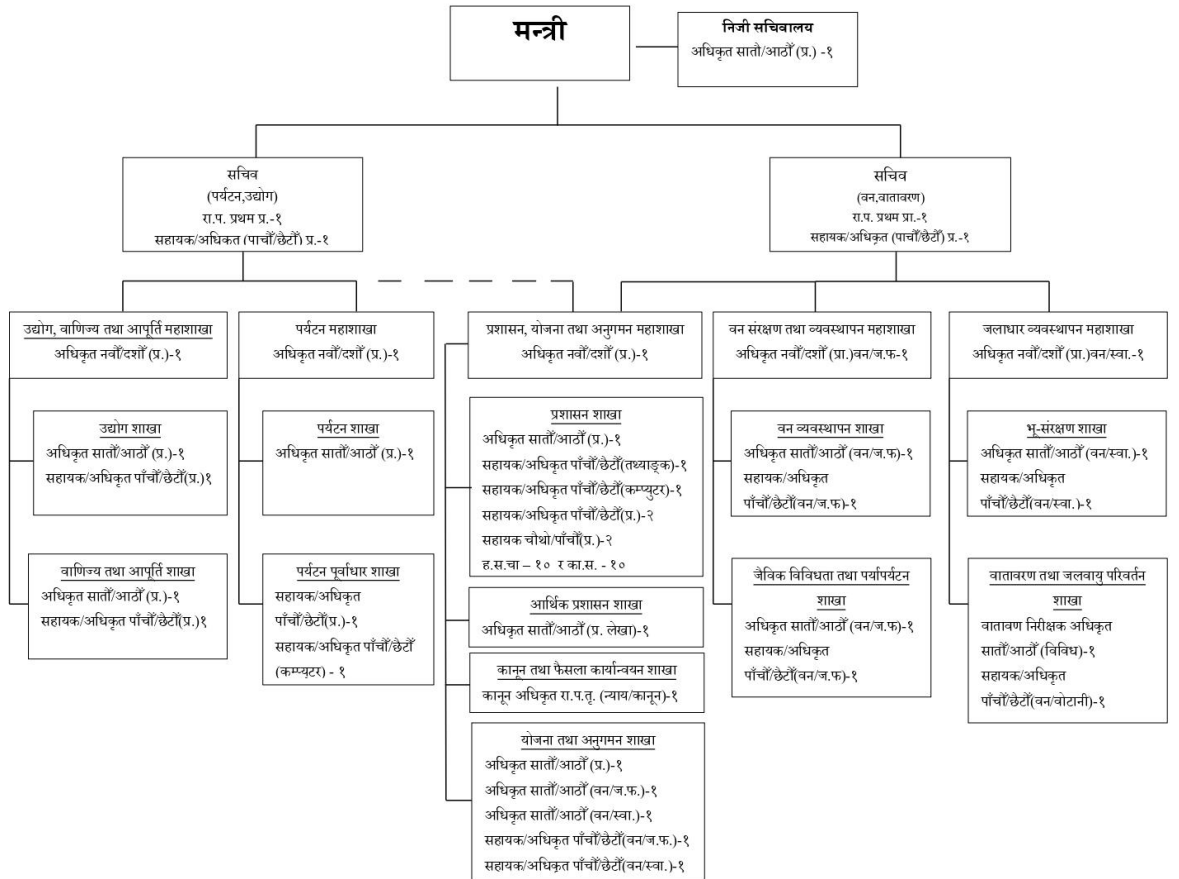 मन्त्री
निजी सचिवालय
अधिकृत सातौ/आठौँ (प्र.) -१
सचिव
(पर्यटन,उद्योग)
रा.प. प्रथम प्र.-१
सहायक/अधिकत (पाचौँ/छैटौँ) प्र.-१
सचिव
(वन,वातावरण)
रा.प. प्रथम प्रा.-१
सहायक/अधिकृत (पाचौँ/छैटौँ) प्र.-१
उद्योग, वाणिज्य तथा आपूर्ति महाशाखा
अधिकृत नवौँ/दशौँ (प्र.)-१
उद्योग शाखा
अधिकृत सातौँ/आठौँ (प्र.)-१
सहायक/अधिकृत पाँचौँ/छैटौँ(प्र.)१
वाणिज्य तथा आपूर्ति शाखा
अधिकृत सातौँ/आठौँ (प्र.)-१
सहायक/अधिकृत पाँचौँ/छैटौँ(प्र.)१
पर्यटन महाशाखा
अधिकृत नवौँ/दशौँ (प्र.)-१
पर्यटन शाखा
अधिकृत सातौँ/आठौँ (प्र.)-१
पर्यटन पूर्वाधार शाखा
सहायक/अधिकृत
पाँचौँ/छैटौँ(प्र.)-१
सहायक/अधिकृत पाँचौँ/छैटौँ
(कम्प्युटर) - १
प्रशासन, योजना तथा अनुगमन महाशाखा
अधिकृत नवौँ/दशौँ (प्र.)-१
प्रशासन शाखा
अधिकृत सातौँ/आठौँ (प्र.)-१
सहायक/अधिकृत पाँचौँ/छैटौँ(तथ्याङ्क)-१
सहायक/अधिकृत पाँचौँ/छैटौँ(कम्प्युटर)-१
सहायक/अधिकृत पाँचौँ/छैटौँ(प्र.)-२
सहायक चौथो/पाँचौँ(प्र.)-२
ह.स.चा – १० र का.स. - १०
आर्थिक प्रशासन शाखा
अधिकृत सातौँ/आठौँ (प्र. लेखा)-१
कानून तथा फैसला कार्यान्वयन शाखा
कानून अधिकृत रा.प.तृ. (न्याय/कानून)-१
योजना तथा अनुगमन शाखा
अधिकृत सातौँ/आठौँ (प्र.)-१
अधिकृत सातौँ/आठौँ (वन/ज.फ.)-१
अधिकृत सातौँ/आठौँ (वन/स्वा.)-१
सहायक/अधिकृत पाँचौँ/छैटौँ(वन/ज.फ.)-१
सहायक/अधिकृत पाँचौँ/छैटौँ(वन/स्वा.)-१
वन संरक्षण तथा व्यवस्थापन महाशाखा
अधिकृत नवौँ/दशौँ (प्रा.)वन/ज.फ-१
वन व्यवस्थापन शाखा
अधिकृत सातौँ/आठौँ (वन/ज.फ)-१
सहायक/अधिकृत
पाँचौँ/छैटौँ(वन/ज.फ)-१
जैविक विविधता तथा पर्यापर्यटन
शाखा
अधिकृत सातौँ/आठौँ (वन/ज.फ)-१
सहायक/अधिकृत
पाँचौँ/छैटौँ(वन/ज.फ)-१
जलाधार व्यवस्थापन महाशाखा
अधिकृत नवौँ/दशौँ (प्रा.)वन/स्वा.-१
भू-संरक्षण शाखा
अधिकृत सातौँ/आठौँ (वन/स्वा.)-१
सहायक/अधिकृत
पाँचौँ/छैटौँ(वन/स्वा.)-१
वातावरण तथा जलवायु परिवर्तन
शाखा
वातावण निरीक्षक अधिकृत
सातौँ/आठौँ (विविध)-१
सहायक/अधिकृत
पाँचौँ/छैटौँ(वन/वोटानी)-१